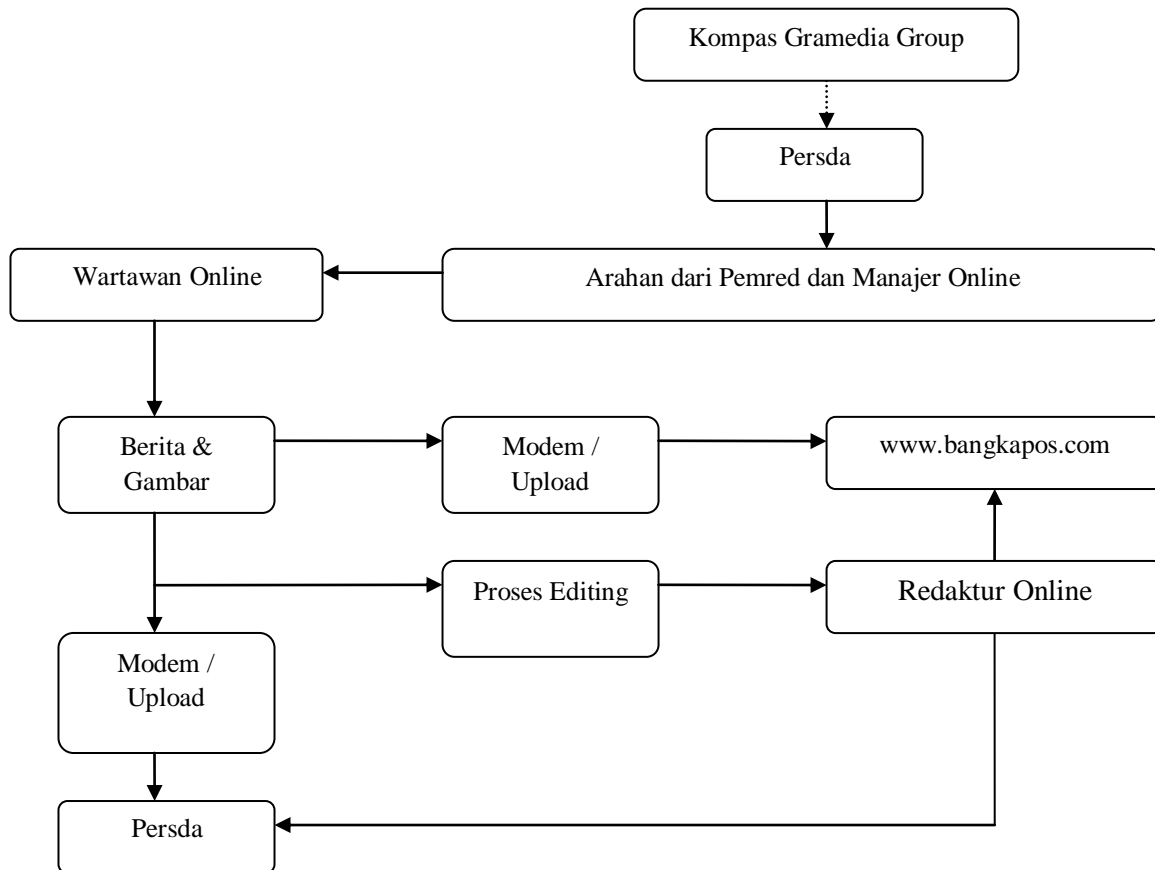 Kompas Gramedia Group
Persda
Wartawan Online
Arahan dari Pemred dan Manajer Online
Berita &
Gambar
Modem /
Upload
www.bangkapos.com
Proses Editing
Redaktur Online
Modem /
Upload
Persda